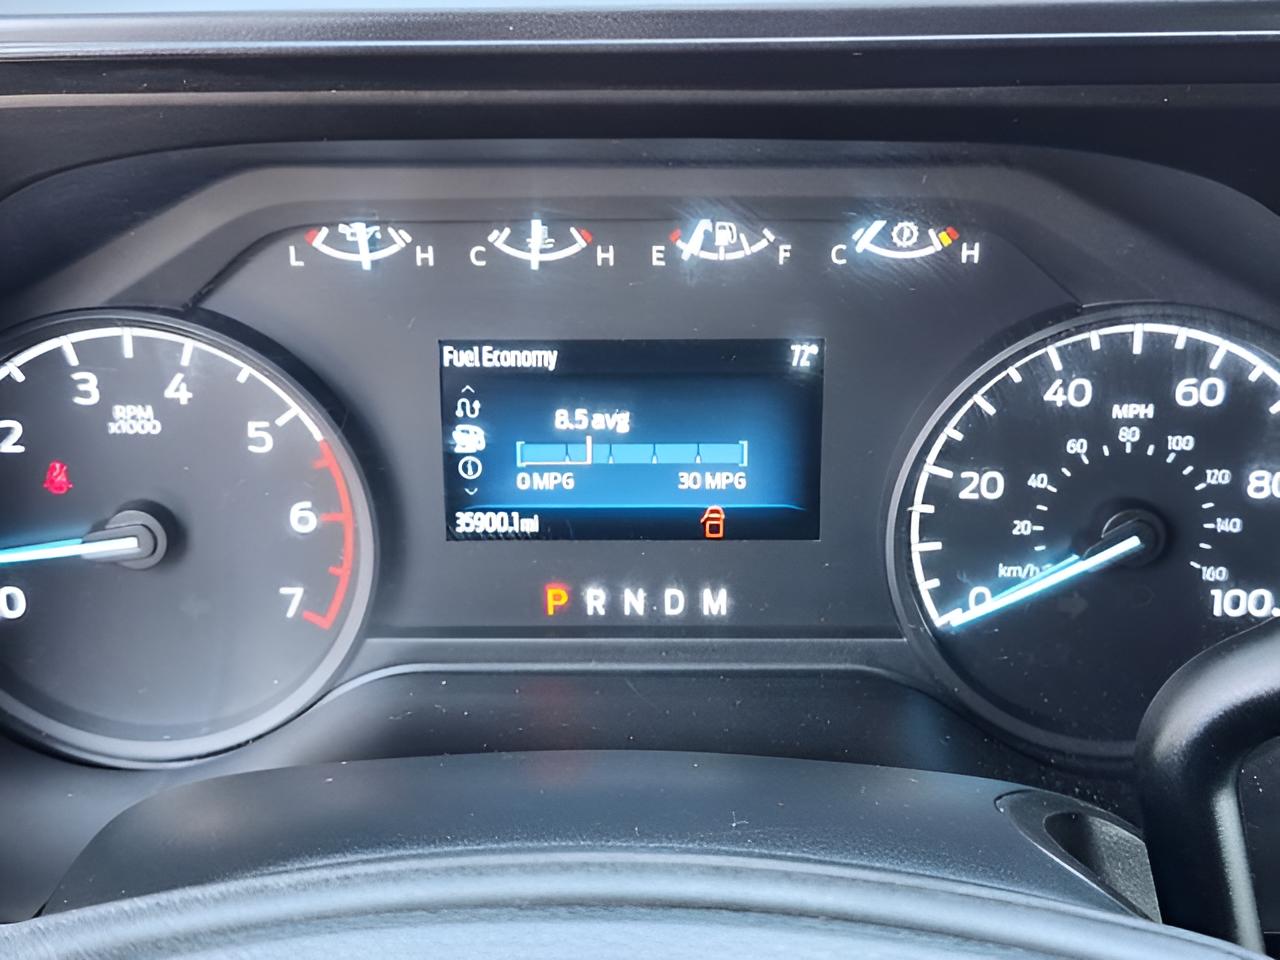 L H C H E F C H
Fuel Economy 72°
8.5 avg
0 MPG 30 MPG
35900.1 mi
P R N D M
0 2 3 4 5 6 7
RPM
x1000
0 20 40 60 80 100
MPH
20 40 60 80 100 120 140 160
km/h